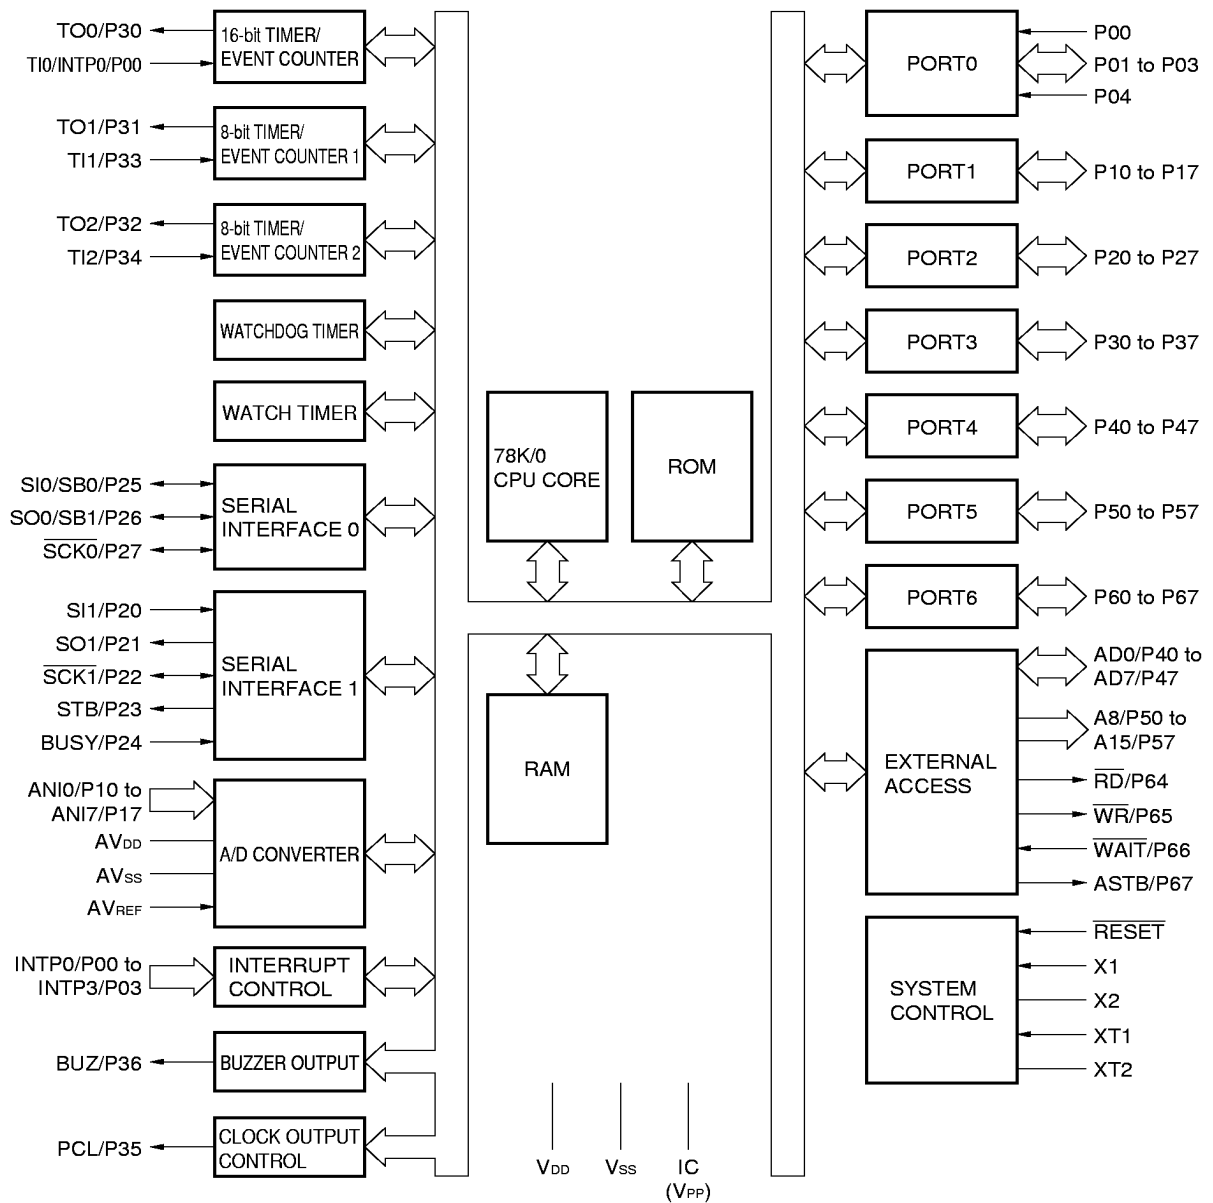 TO0/P30
TI0/INTP0/P00
16-bit TIMER/
EVENT COUNTER
TO1/P31
TI1/P33
8-bit TIMER/
EVENT COUNTER 1
TO2/P32
TI2/P34
8-bit TIMER/
EVENT COUNTER 2
WATCHDOG TIMER
WATCH TIMER
SI0/SB0/P25
SO0/SB1/P26
SCK0/P27
SERIAL
INTERFACE 0
SI1/P20
SO1/P21
SCK1/P22
STB/P23
BUSY/P24
SERIAL
INTERFACE 1
ANI0/P10 to
ANI7/P17
AVDD
AVSS
AVREF
A/D CONVERTER
INTP0/P00 to
INTP3/P03
INTERRUPT
CONTROL
BUZ/P36
BUZZER OUTPUT
PCL/P35
CLOCK OUTPUT
CONTROL
78K/0
CPU CORE
ROM
RAM
VDD
VSS
IC
(VPP)
PORT0
P00
P01 to P03
P04
PORT1
P10 to P17
PORT2
P20 to P27
PORT3
P30 to P37
PORT4
P40 to P47
PORT5
P50 to P57
PORT6
P60 to P67
EXTERNAL
ACCESS
AD0/P40 to
AD7/P47
A8/P50 to
A15/P57
RD/P64
WR/P65
WAIT/P66
ASTB/P67
SYSTEM
CONTROL
RESET
X1
X2
XT1
XT2